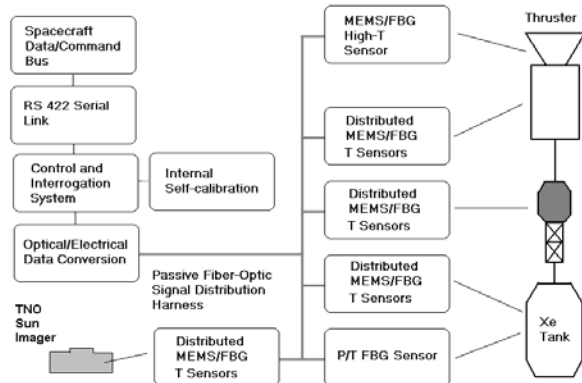 Spacecraft
Data/Command
Bus
RS 422 Serial
Link
Control and
Interrogation
System
Internal
Self-calibration
Optical/Electrical
Data Conversion
Passive Fiber-Optic
Signal Distribution
Harness
TNO
Sun
Imager
Distributed
MEMS/FBG
T Sensors
MEMS/FBG
High-T
Sensor
Distributed
MEMS/FBG
T Sensors
Distributed
MEMS/FBG
T Sensors
Distributed
MEMS/FBG
T Sensors
P/T FBG Sensor
Thruster
Xe
Tank